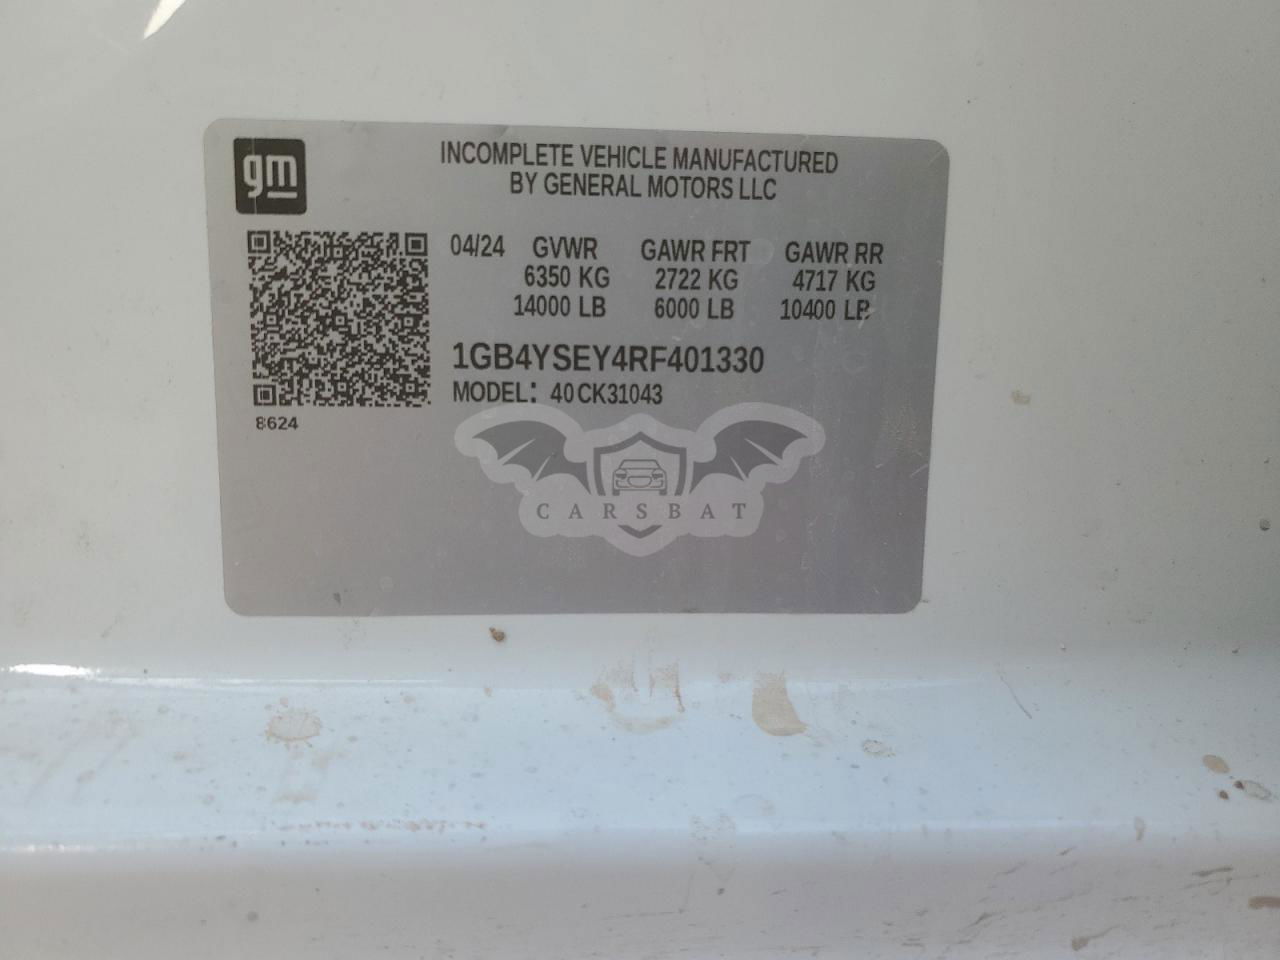 gm
INCOMPLETE VEHICLE MANUFACTURED
BY GENERAL MOTORS LLC
04/24 GVWR GAWR FRT GAWR RR
6350 KG 2722 KG 4717 KG
14000 LB 6000 LB 10400 LB
1GB4YSEY4RF401330
MODEL: 40CK31043
8624
CARSBAT